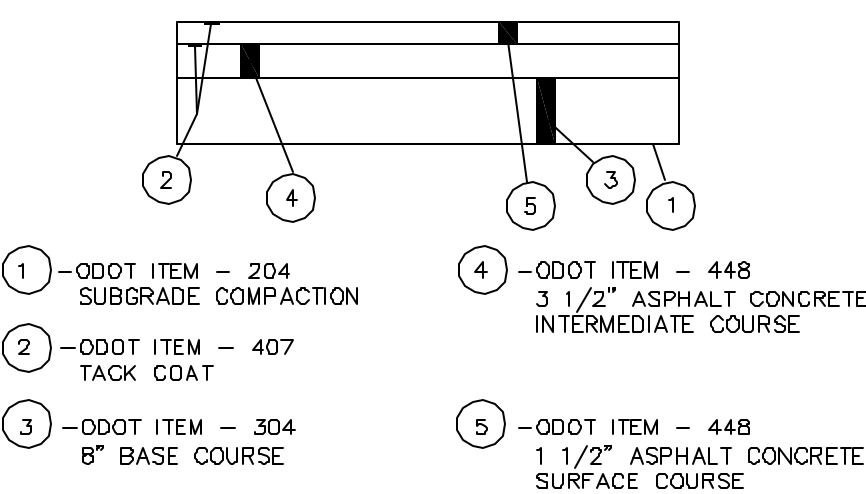 2
4
5
3
1
1 -ODOT ITEM - 204
SUBGRADE COMPACTION
2 -ODOT ITEM - 407
TACK COAT
3 -ODOT ITEM - 304
8" BASE COURSE
4 -ODOT ITEM - 448
3 1/2" ASPHALT CONCRETE
INTERMEDIATE COURSE
5 -ODOT ITEM - 448
1 1/2" ASPHALT CONCRETE
SURFACE COURSE